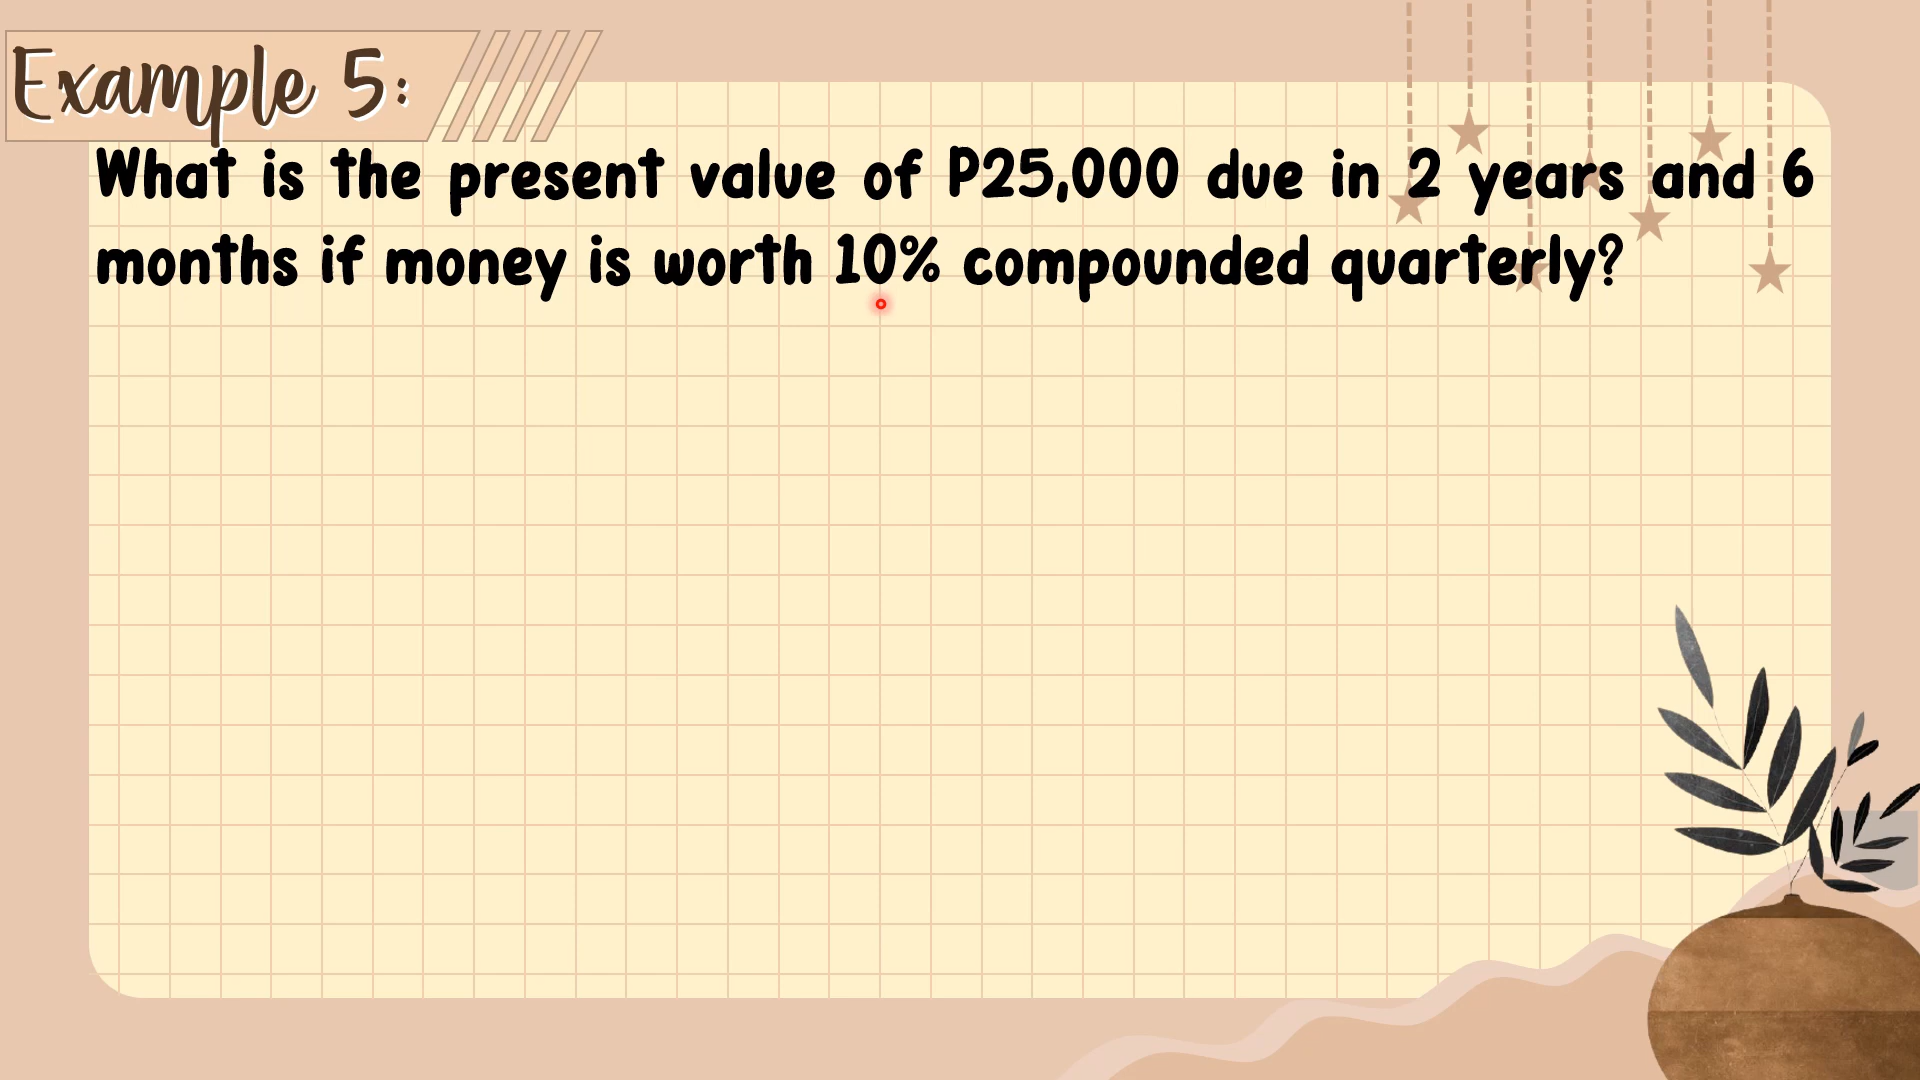 Example 5:
What is the present value of P25,000 due in 2 years and 6
months if money is worth 10% compounded quarterly?